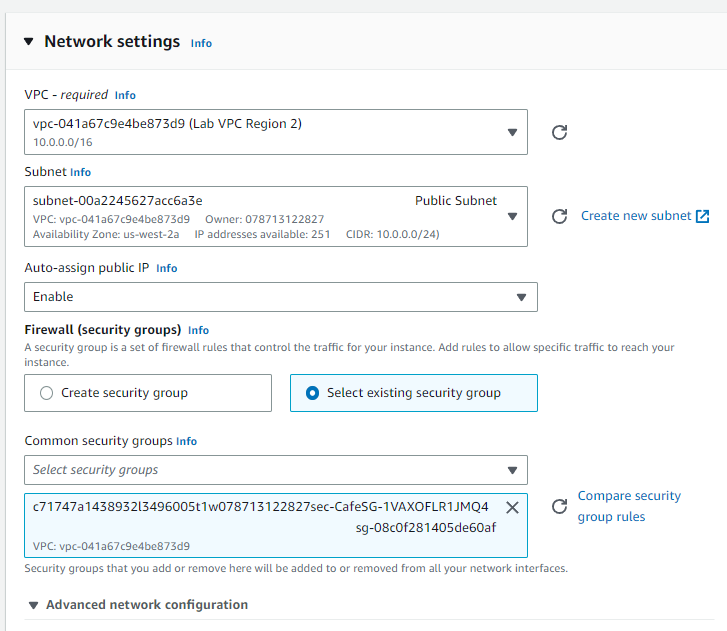 Network settings Info
VPC - required Info
vpc-041a67c9e4be873d9 (Lab VPC Region 2)
10.0.0.0/16
Subnet Info
subnet-00a2245627acc6a3e Public Subnet
VPC: vpc-041a67c9e4be873d9 Owner: 078713122827
Availability Zone: us-west-2a IP addresses available: 251 CIDR: 10.0.0.0/24)
Create new subnet
Auto-assign public IP Info
Enable
Firewall (security groups) Info
A security group is a set of firewall rules that control the traffic for your instance. Add rules to allow specific traffic to reach your
instance.
Create security group
Select existing security group
Common security groups Info
Select security groups
c71747a1438932l3496005t1w078713122827sec-CafeSG-1VAXOFLR1JMQ4
sg-08c0f281405de60af
VPC: vpc-041a67c9e4be873d9
Compare security
group rules
Security groups that you add or remove here will be added to or removed from all your network interfaces.
Advanced network configuration